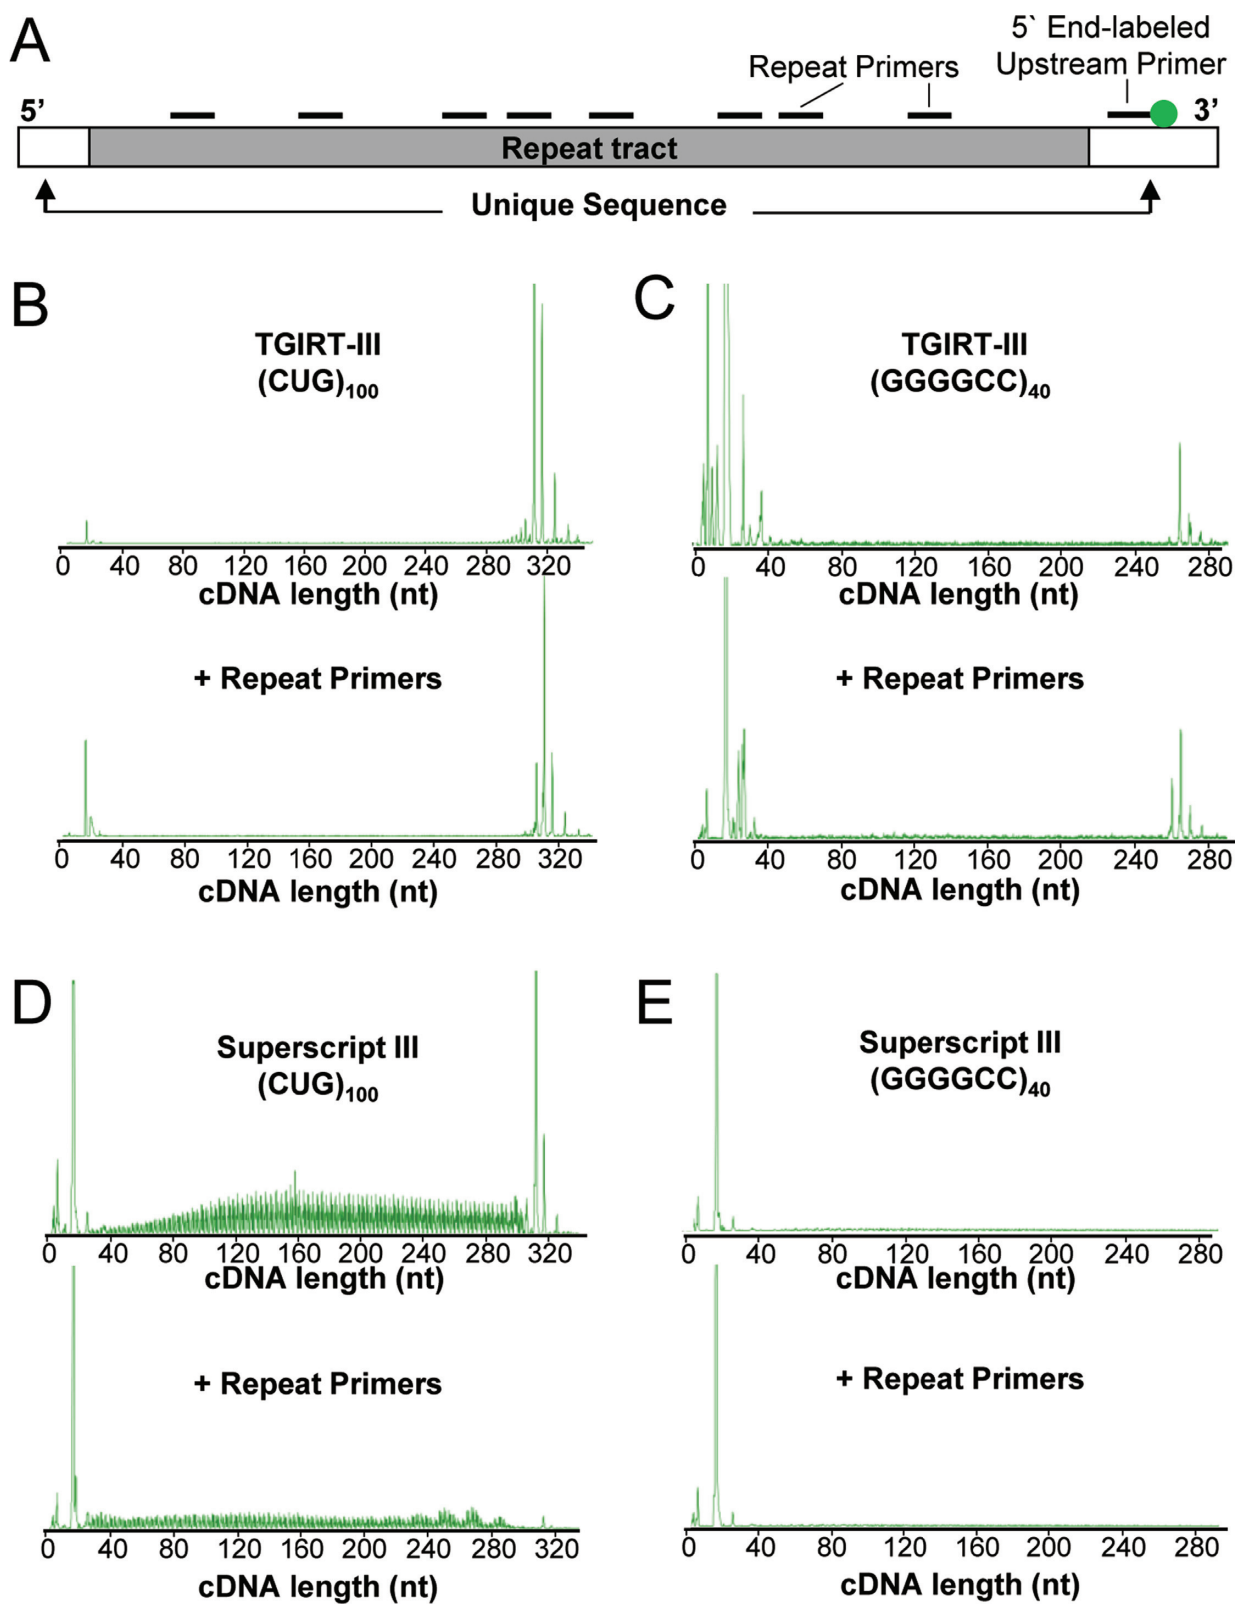 A
5` End-labeled
Upstream Primer
Repeat Primers
5’
3’
Repeat tract
Unique Sequence
B
TGIRT-III
(CUG)100
0 40 80 120 160 200 240 280 320
cDNA length (nt)
+ Repeat Primers
0 40 80 120 160 200 240 280 320
cDNA length (nt)
C
TGIRT-III
(GGGGCC)40
0 40 80 120 160 200 240 280
cDNA length (nt)
+ Repeat Primers
0 40 80 120 160 200 240 280
cDNA length (nt)
D
Superscript III
(CUG)100
0 40 80 120 160 200 240 280 320
cDNA length (nt)
+ Repeat Primers
0 40 80 120 160 200 240 280 320
cDNA length (nt)
E
Superscript III
(GGGGCC)40
0 40 80 120 160 200 240 280
cDNA length (nt)
+ Repeat Primers
0 40 80 120 160 200 240 280
cDNA length (nt)